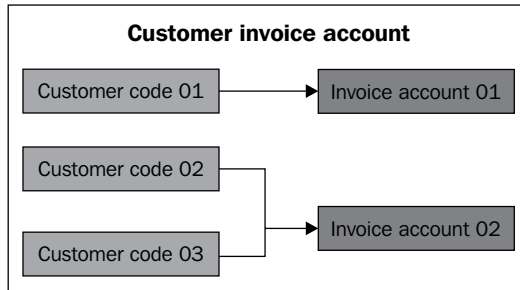 Customer invoice account
Customer code 01
Invoice account 01
Customer code 02
Invoice account 02
Customer code 03